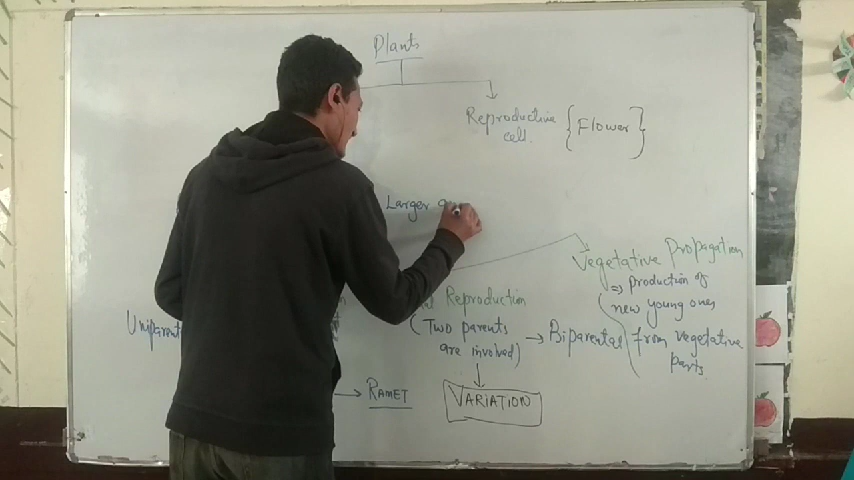 Plants
Reproductive
cell.
{Flower}
Larger
Vegetative Propagation
⇒ production of
new young ones
from vegetative
parts.
Reproduction
(Two parents
are involved)
→ Biparental
Uniparent
→ RAMET
VARIATION